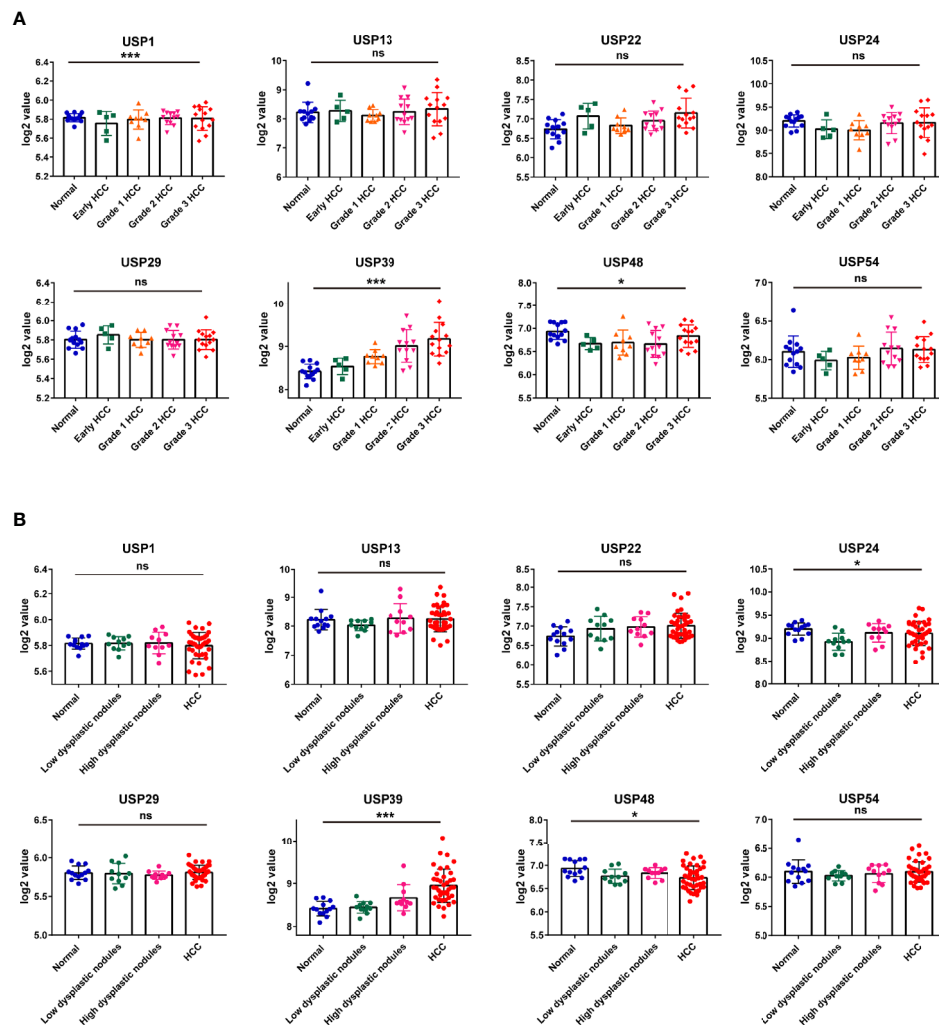 A
USP1
***
log2 value
6.4
6.2
6.0
5.8
5.6
5.4
5.2
Normal
Early HCC
Grade 1 HCC
Grade 2 HCC
Grade 3 HCC
USP13
ns
log2 value
10
8
6
Normal
Early HCC
Grade 1 HCC
Grade 2 HCC
Grade 3 HCC
USP22
ns
log2 value
8.5
8.0
7.5
7.0
6.5
6.0
5.5
Normal
Early HCC
Grade 1 HCC
Grade 2 HCC
Grade 3 HCC
USP24
ns
log2 value
10.0
9.5
9.0
8.5
Normal
Early HCC
Grade 1 HCC
Grade 2 HCC
Grade 3 HCC
USP29
ns
log2 value
6.4
6.2
6.0
5.8
5.6
5.4
5.2
Normal
Early HCC
Grade 1 HCC
Grade 2 HCC
Grade 3 HCC
USP39
***
log2 value
10
9
8
Normal
Early HCC
Grade 1 HCC
Grade 2 HCC
Grade 3 HCC
USP48
*
log2 value
8.0
7.5
7.0
6.5
6.0
5.5
5.0
Normal
Early HCC
Grade 1 HCC
Grade 2 HCC
Grade 3 HCC
USP54
ns
log2 value
7.0
6.5
6.0
5.5
Normal
Early HCC
Grade 1 HCC
Grade 2 HCC
Grade 3 HCC
B
USP1
ns
log2 value
6.4
6.2
6.0
5.8
5.6
5.4
Normal
Low dysplastic nodules
High dysplastic nodules
HCC
USP13
ns
log2 value
10
8
6
Normal
Low dysplastic nodules
High dysplastic nodules
HCC
USP22
ns
log2 value
8.5
8.0
7.5
7.0
6.5
6.0
5.5
Normal
Low dysplastic nodules
High dysplastic nodules
HCC
USP24
*
log2 value
10.5
10.0
9.5
9.0
8.5
8.0
Normal
Low dysplastic nodules
High dysplastic nodules
HCC
USP29
ns
log2 value
6.5
6.0
5.5
5.0
Normal
Low dysplastic nodules
High dysplastic nodules
HCC
USP39
***
log2 value
10
9
8
Normal
Low dysplastic nodules
High dysplastic nodules
HCC
USP48
*
log2 value
8.0
7.5
7.0
6.5
6.0
5.5
Normal
Low dysplastic nodules
High dysplastic nodules
HCC
USP54
ns
log2 value
7.0
6.5
6.0
5.5
5.0
Normal
Low dysplastic nodules
High dysplastic nodules
HCC